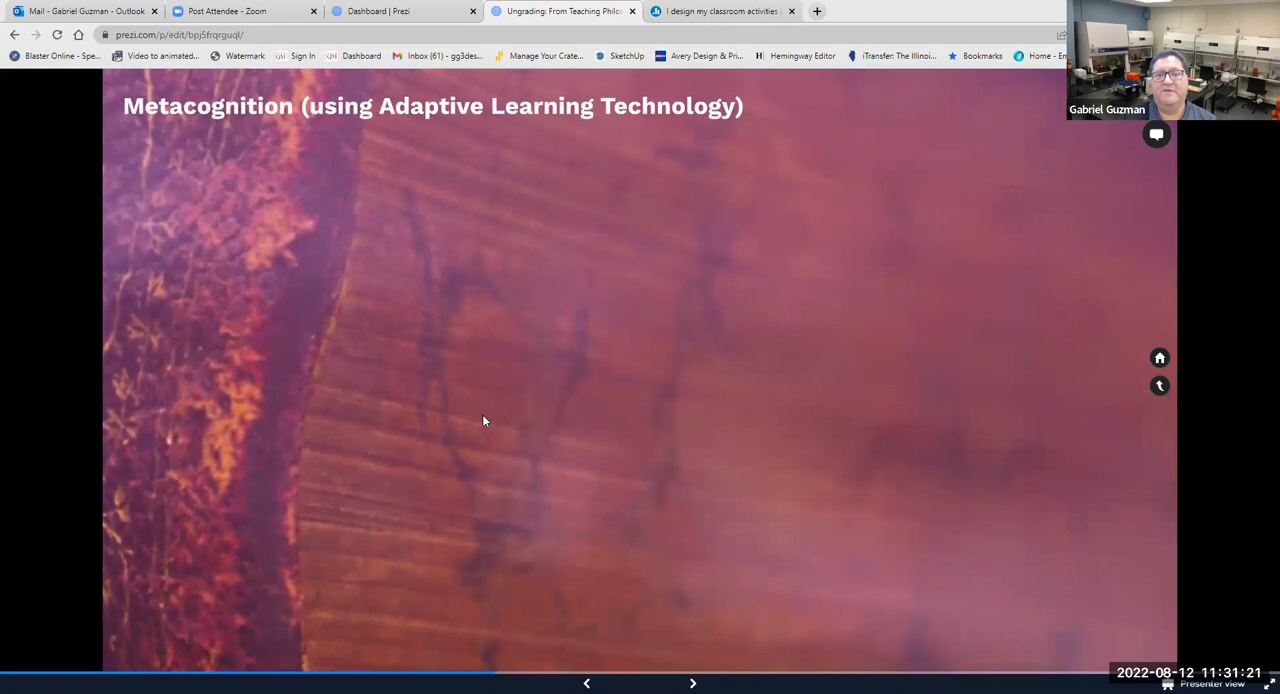 Mail - Gabriel Guzman - Outlook
Post Attendee - Zoom
Dashboard | Prezi
Ungrading: From Teaching Philo
I design my classroom activities
prezi.com/p/edit/bpj5frqrguql/
Blaster Online - Spe...
Video to animated...
Watermark
Sign In
Dashboard
Inbox (61) - gg3des...
Manage Your Crate...
SketchUp
Avery Design & Pri...
Hemingway Editor
iTransfer: The Illinoi...
Bookmarks
Home - En
Gabriel Guzman
Metacognition (using Adaptive Learning Technology)
2022-08-12 11:31:21
Presenter view